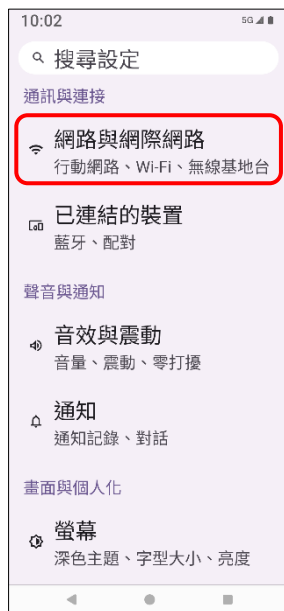 10:02 5G
搜尋設定
通訊與連接
網路與網際網路
行動網路、Wi-Fi、無線基地台
已連結的裝置
藍牙、配對
聲音與通知
音效與震動
音量、震動、零打擾
通知
通知記錄、對話
畫面與個人化
螢幕
深色主題、字型大小、亮度